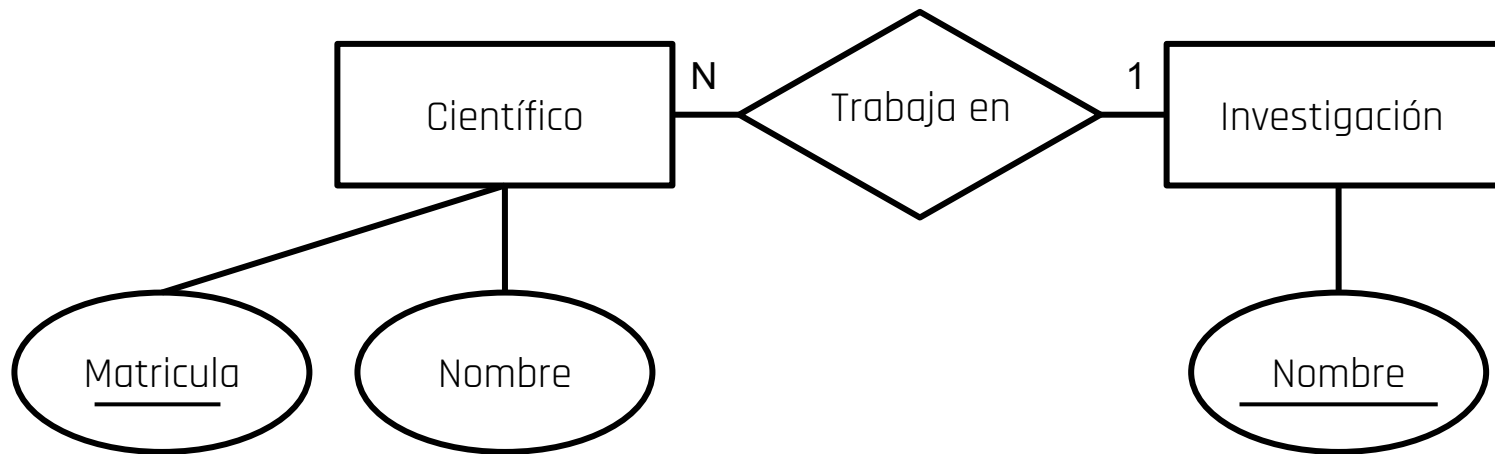 Científico
N
Trabaja en
1
Investigación
Matricula
Nombre
Nombre